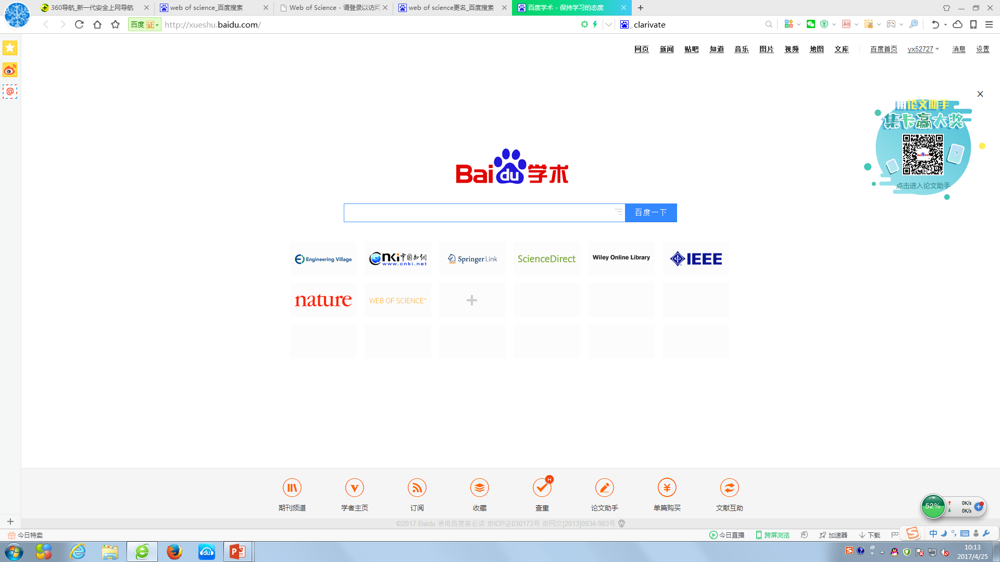 360导航_新一代安全上网导航
web of science_百度搜索
Web of Science - 请登录以访问
web of science更名_百度搜索
百度学术 - 保持学习的态度
百度 证
http://xueshu.baidu.com/
clarivate
网页 新闻 贴吧 知道 音乐 图片 视频 地图 文库 百度首页 yx52727 消息 设置
用论文助手
集卡赢大奖
点击进入论文助手
Baidu学术
百度一下
Engineering Village
Cnki中国知网
www.cnki.net
Springer Link
ScienceDirect
Wiley Online Library
IEEE
nature
WEB OF SCIENCE™
H
期刊频道 学者主页 订阅 收藏 查重 论文助手 单篇购买 文献互助
52%
0K/s
0K/s
©2017 Baidu 使用百度前必读 京ICP证030173号 京网文[2013]0934-983号
今日特卖
今日直播 跨屏浏览 加速器 下载
中
10:13
2017/4/25